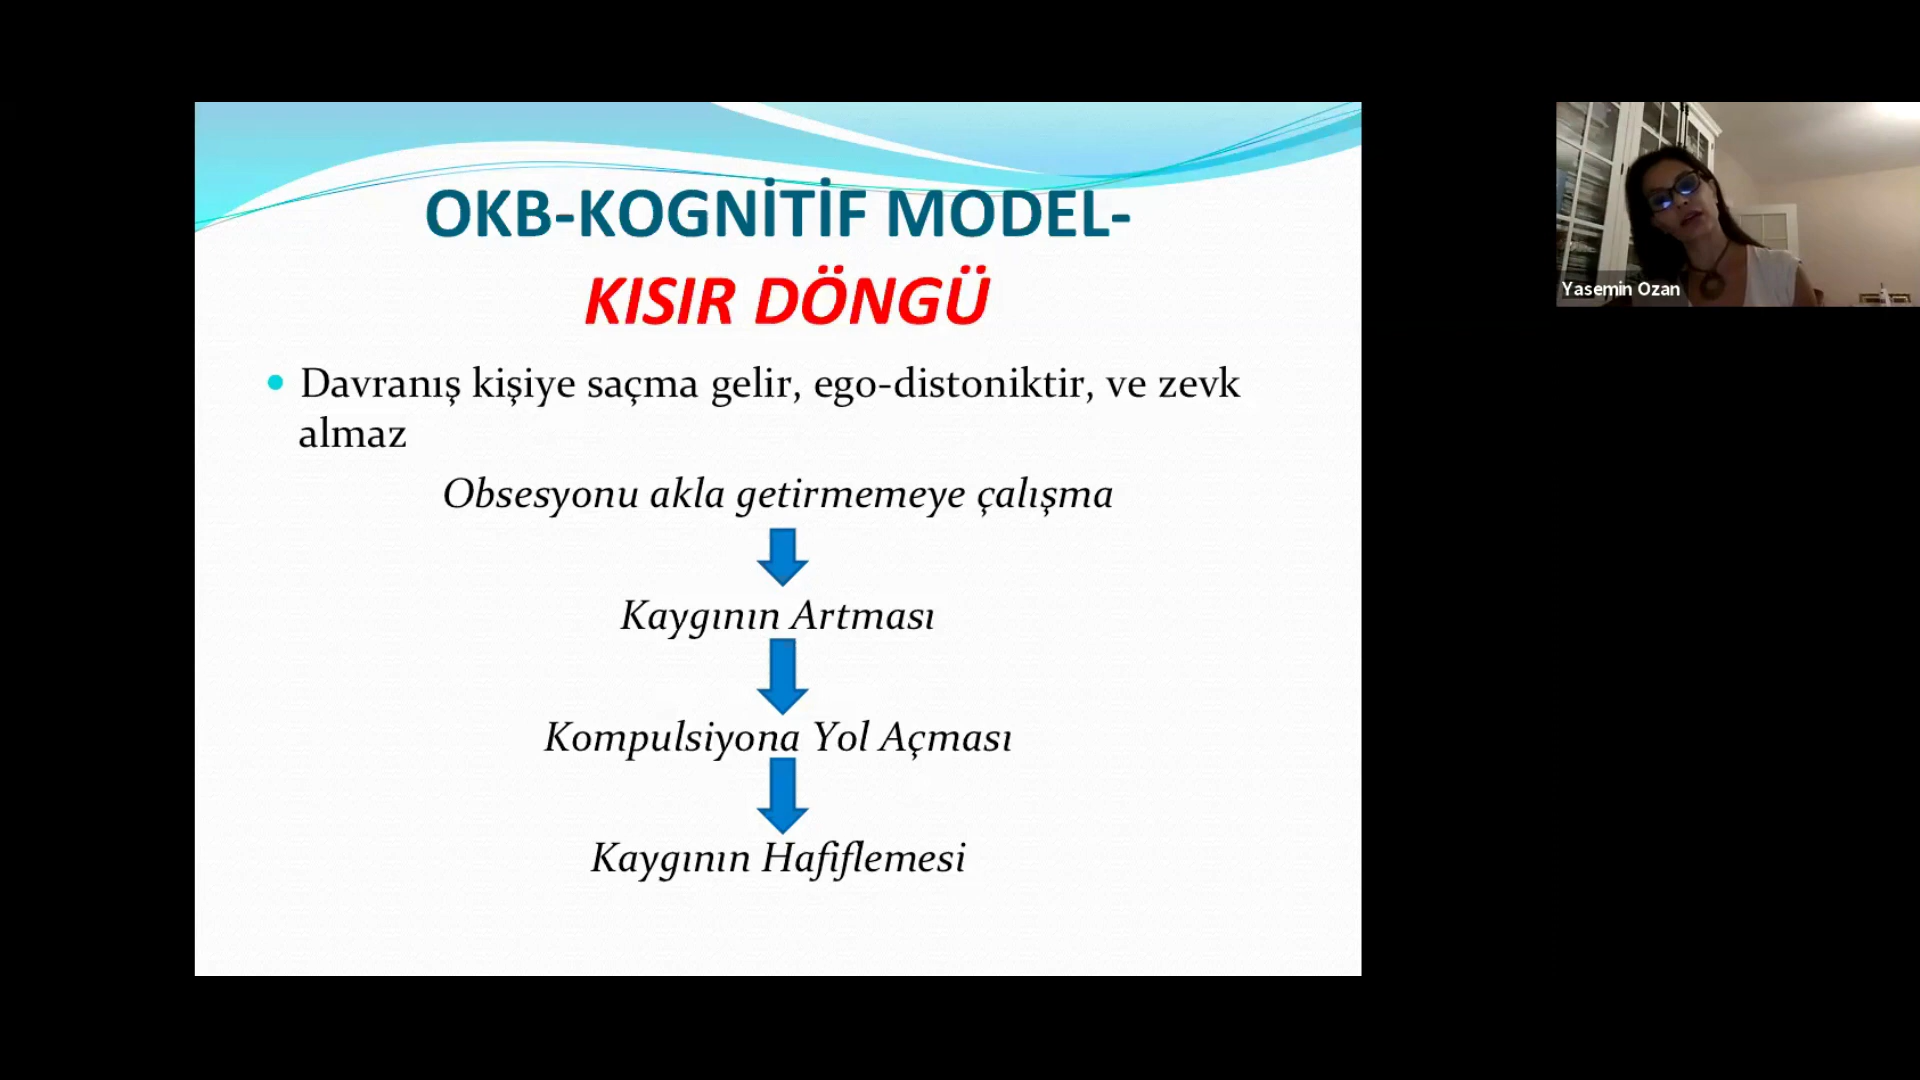 OKB-KOGNİTİF MODEL-
KISIR DÖNGÜ
Davranış kişiye saçma gelir, ego-distoniktir, ve zevk
almaz
Obsesyonu akla getirmemeye çalışma
Kaygının Artması
Kompulsiyona Yol Açması
Kaygının Hafiflemesi
Yasemin Ozan